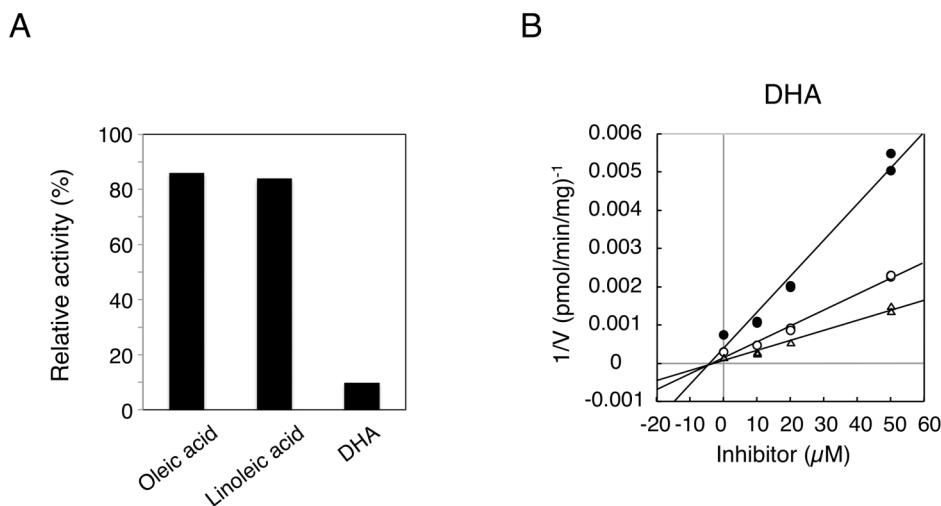 A
B
Relative activity (%)
100
80
60
40
20
0
Oleic acid
Linoleic acid
DHA
DHA
1/V (pmol/min/mg)-1
0.006
0.005
0.004
0.003
0.002
0.001
0
-0.001
-20 -10 0 10 20 30 40 50 60
Inhibitor (µM)